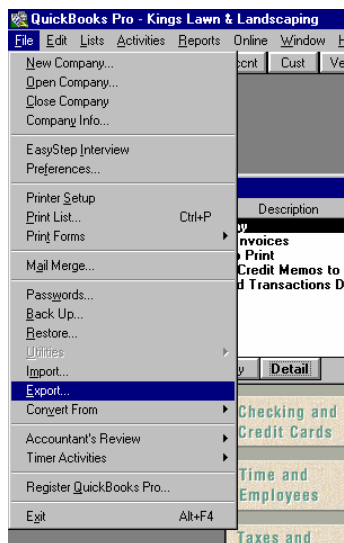 QuickBooks Pro - Kings Lawn & Landscaping
File Edit Lists Activities Reports Online Window
Cust
New Company...
Open Company...
Close Company
Company Info...
EasyStep Interview
Preferences...
Printer Setup
Print List... Ctrl+P
Print Forms
Mail Merge...
Passwords...
Back Up...
Restore...
Utilities
Import...
Export...
Convert From
Accountant's Review
Timer Activities
Register QuickBooks Pro...
Exit Alt+F4
Description
nvoices
Print
Credit Memos to
d Transactions D
y Detail
Checking and
Credit Cards
Time and
Employees
Taxes and